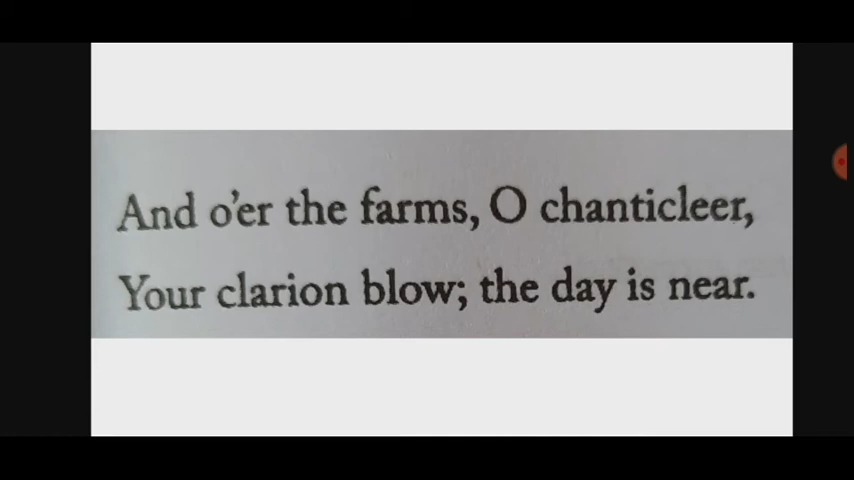 And o'er the farms, O chanticleer,
Your clarion blow; the day is near.